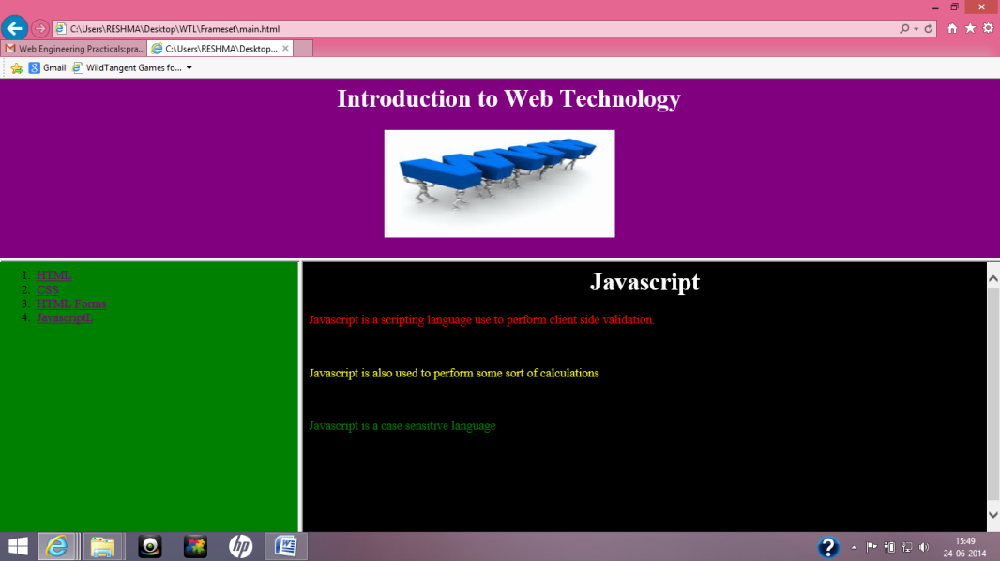 C:\Users\RESHMA\Desktop\WTL\Frameset\main.html
Web Engineering Practicals:pra...
C:\Users\RESHMA\Desktop...
Gmail
WildTangent Games fo...
Introduction to Web Technology
WWWW
1. HTML
2. CSS
3. HTML Forms
4. JavascriptL
Javascript
Javascript is a scripting language use to perform client side validation.
Javascript is also used to perform some sort of calculations
Javascript is a case sensitive language
15:49
24-06-2014